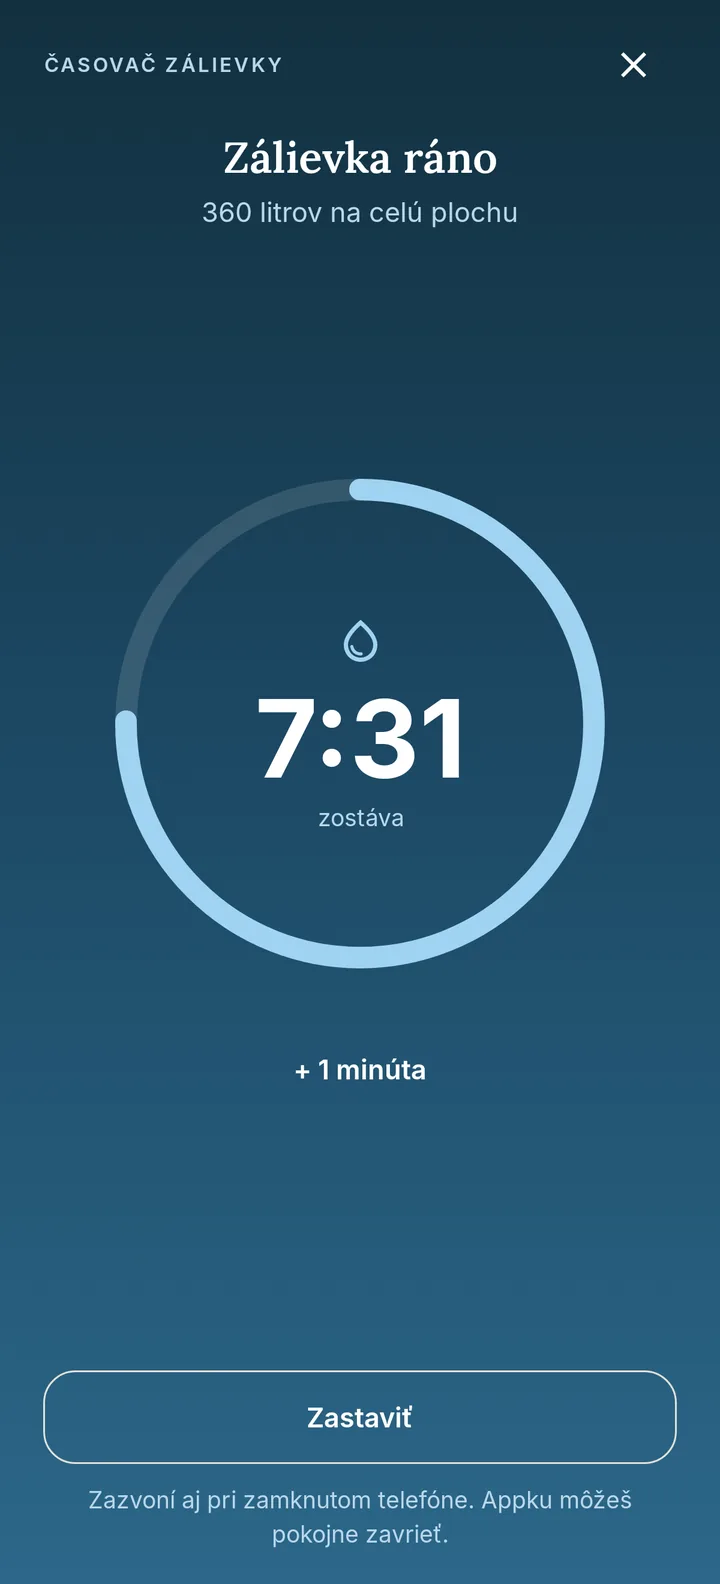 ČASOVAČ ZÁLIEVKY
Zálievka ráno
360 litrov na celú plochu
7:31
zostáva
+ 1 minúta
Zastaviť
Zazvoní aj pri zamknutom telefóne. Appku môžeš
pokojne zavrieť.